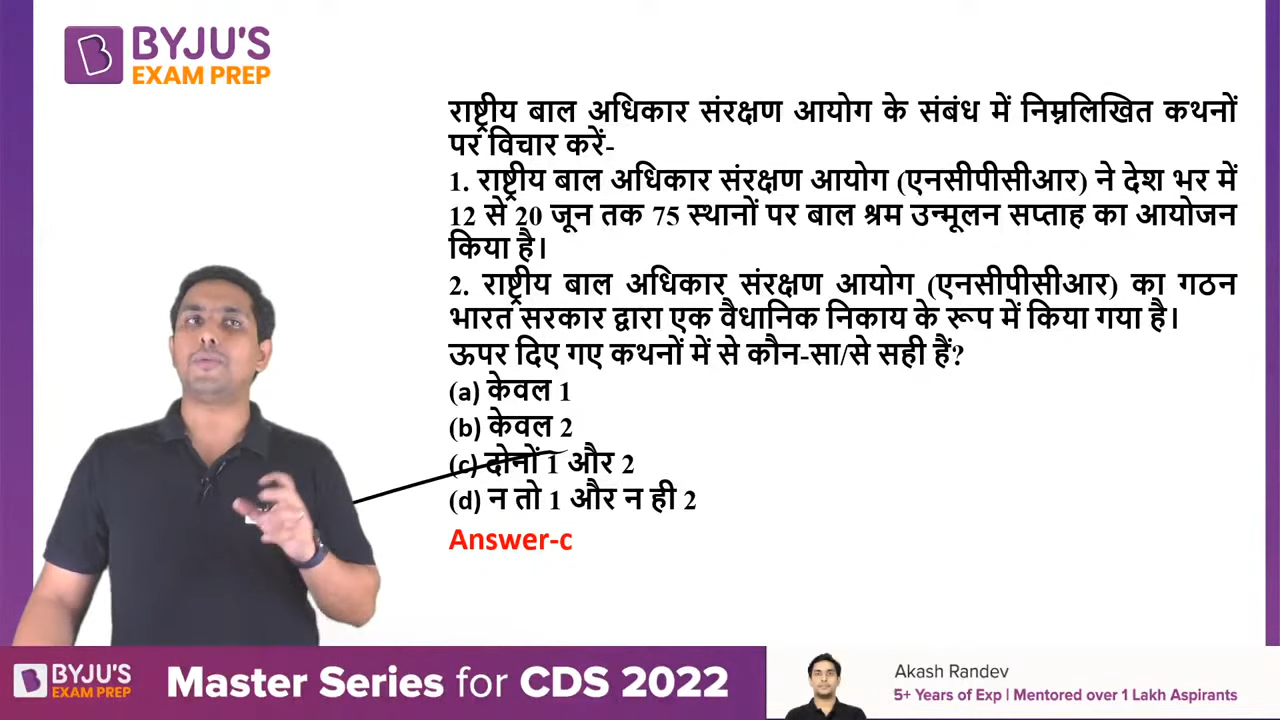 BYJU'S
EXAM PREP
राष्ट्रीय बाल अधिकार संरक्षण आयोग के संबंध में निम्नलिखित कथनों
पर विचार करें-
1. राष्ट्रीय बाल अधिकार संरक्षण आयोग (एनसीपीसीआर) ने देश भर में
12 से 20 जून तक 75 स्थानों पर बाल श्रम उन्मूलन सप्ताह का आयोजन
किया है।
2. राष्ट्रीय बाल अधिकार संरक्षण आयोग (एनसीपीसीआर) का गठन
भारत सरकार द्वारा एक वैधानिक निकाय के रूप में किया गया है।
ऊपर दिए गए कथनों में से कौन-सा/से सही हैं?
(a) केवल 1
(b) केवल 2
(c) दोनों 1 और 2
(d) न तो 1 और न ही 2
Answer-c
BYJU'S
EXAM PREP
Master Series for CDS 2022
Akash Randev
5+ Years of Exp | Mentored over 1 Lakh Aspirants